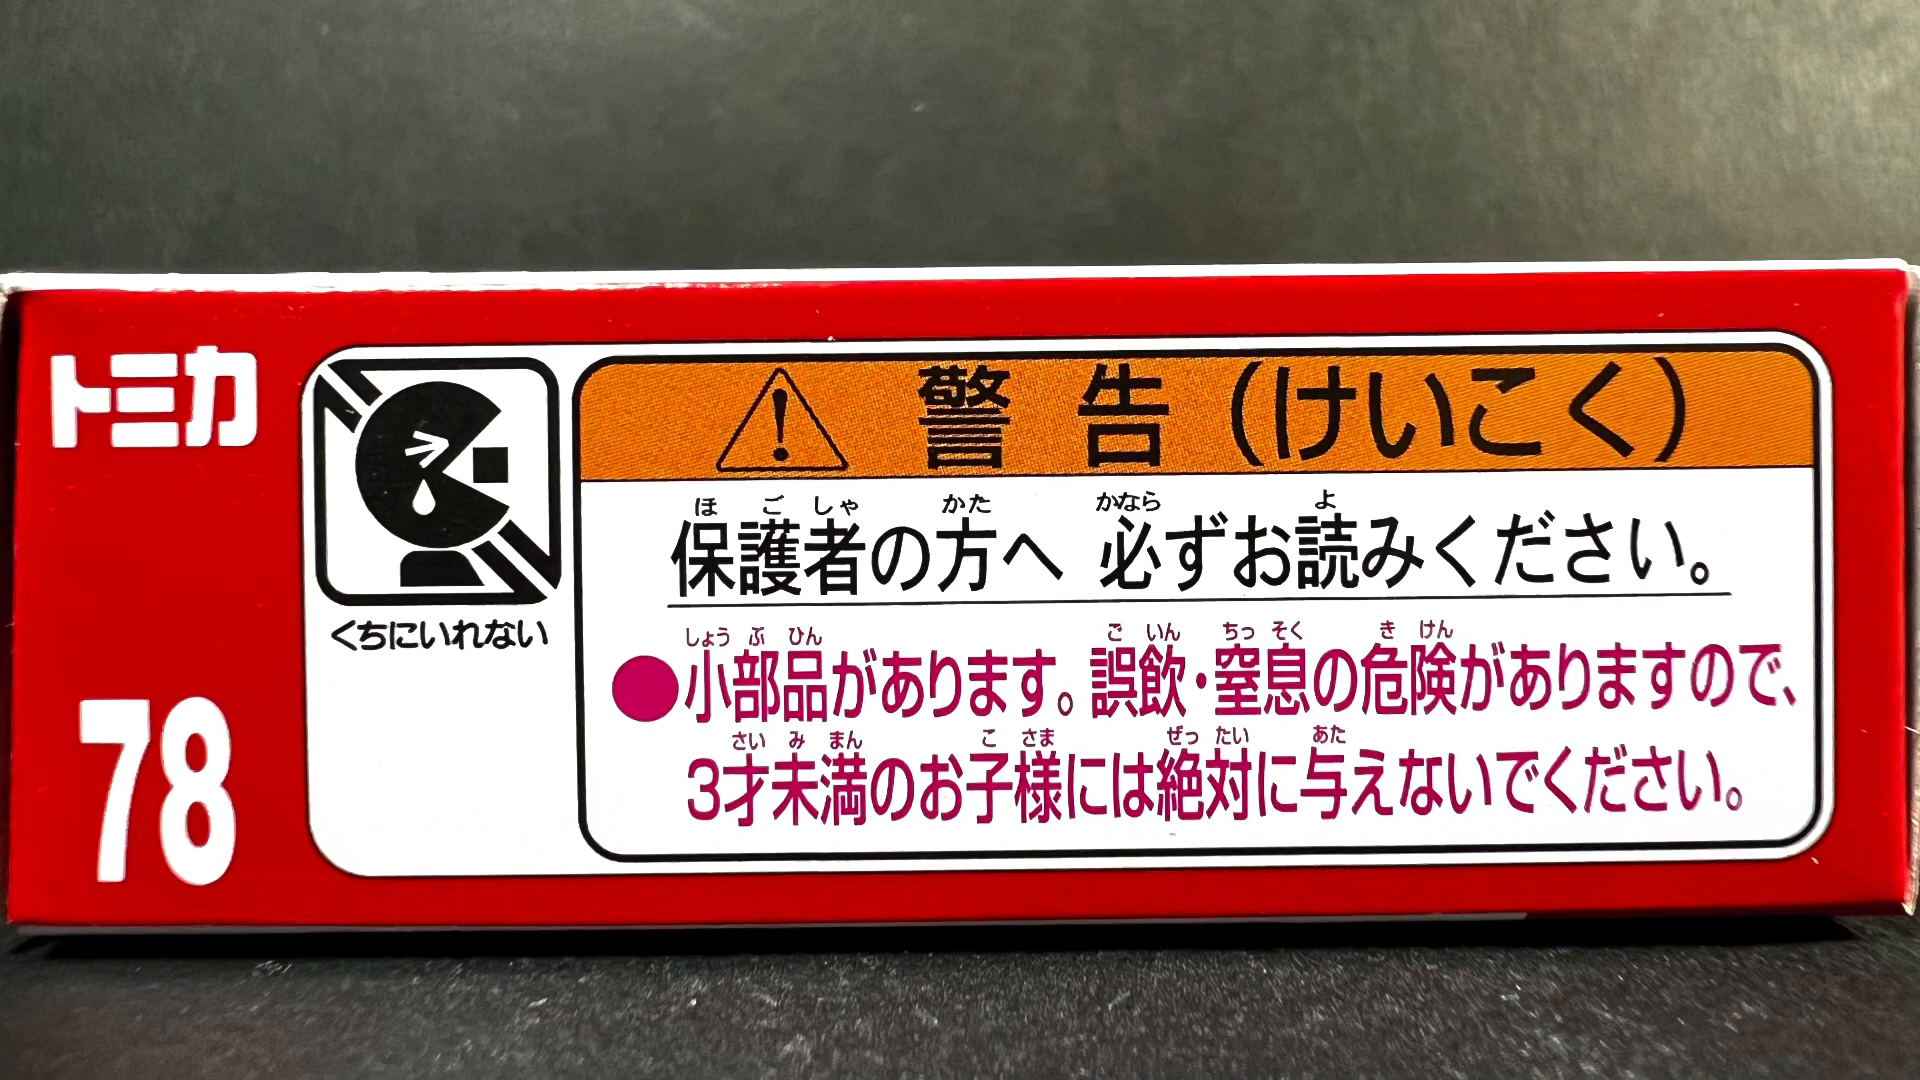 トミカ
78
くちにいれない
警告(けいこく)
ほ ご しゃ かた かなら よ
保護者の方へ 必ずお読みください。
しょう ぶ ひん ご いん ちっ そく き けん
●小部品があります。誤飲・窒息の危険がありますので、
さい み まん こ さま ぜっ たい あた
3才未満のお子様には絶対に与えないでください。